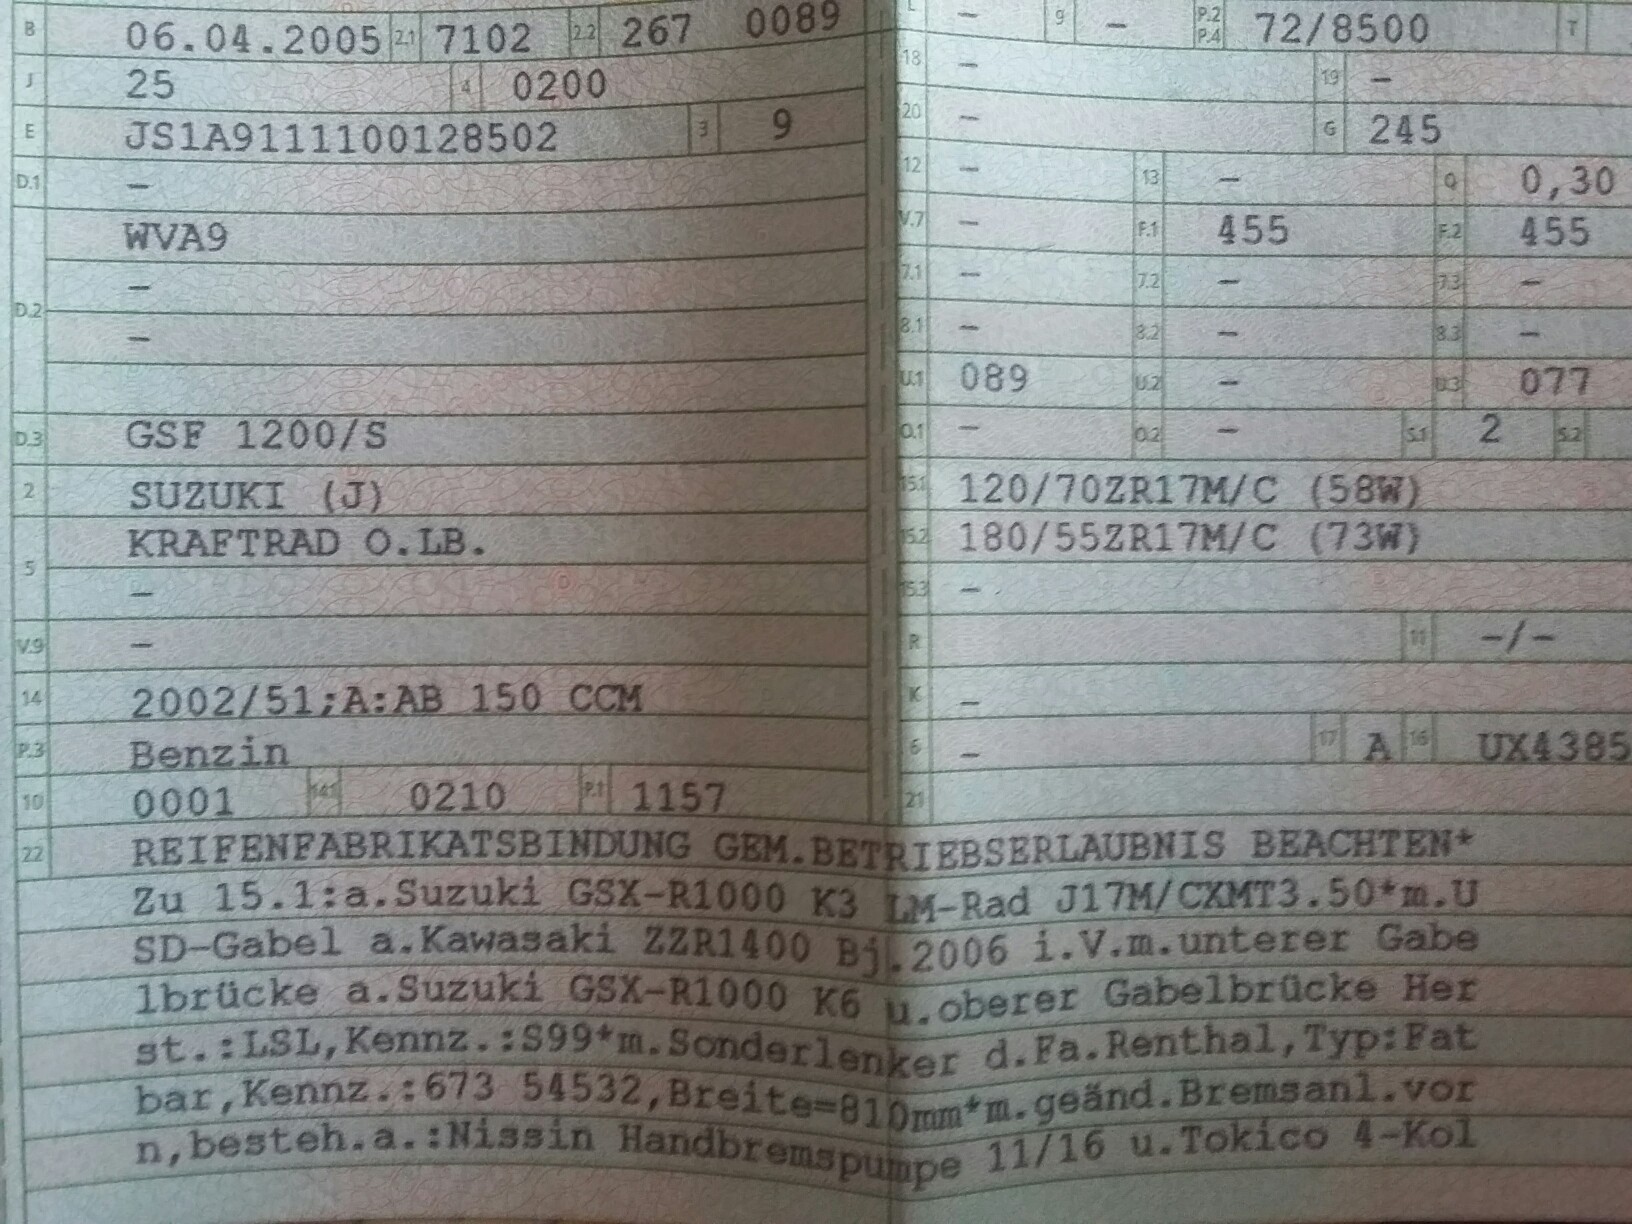 B 06.04.2005 2.1 7102 2.2 267 0089
J 25 4 0200
E JS1A9111100128502 3 9
D.1 –
WVA9
–
D.2
–
D.3 GSF 1200/S
2 SUZUKI (J)
KRAFTRAD O.LB.
5
–
V.9 –
14 2002/51;A:AB 150 CCM
P.3 Benzin
10 0001 14.1 0210 P.1 1157
L – 9 – P.2 P.4 72/8500 T
18 – 19 –
20 – G 245
12 – 13 – Q 0,30
V.7 – F.1 455 F.2 455
7.1 – 7.2 – 7.3 –
8.1 – 8.2 – 8.3 –
U.1 089 U.2 – U.3 077
O.1 – O.2 – S.1 2 S.2
15.1 120/70ZR17M/C (58W)
15.2 180/55ZR17M/C (73W)
15.3 –
R 11 –/–
K –
6 – 17 A 16 UX4385
21
22 REIFENFABRIKATSBINDUNG GEM.BETRIEBSERLAUBNIS BEACHTEN*
Zu 15.1:a.Suzuki GSX-R1000 K3 LM-Rad J17M/CXMT3.50*m.U
SD-Gabel a.Kawasaki ZZR1400 Bj.2006 i.V.m.unterer Gabe
lbrücke a.Suzuki GSX-R1000 K6 u.oberer Gabelbrücke Her
st.:LSL,Kennz.:S99*m.Sonderlenker d.Fa.Renthal,Typ:Fat
bar,Kennz.:673 54532,Breite=810mm*m.geänd.Bremsanl.vor
n,besteh.a.:Nissin Handbremspumpe 11/16 u.Tokico 4-Kol